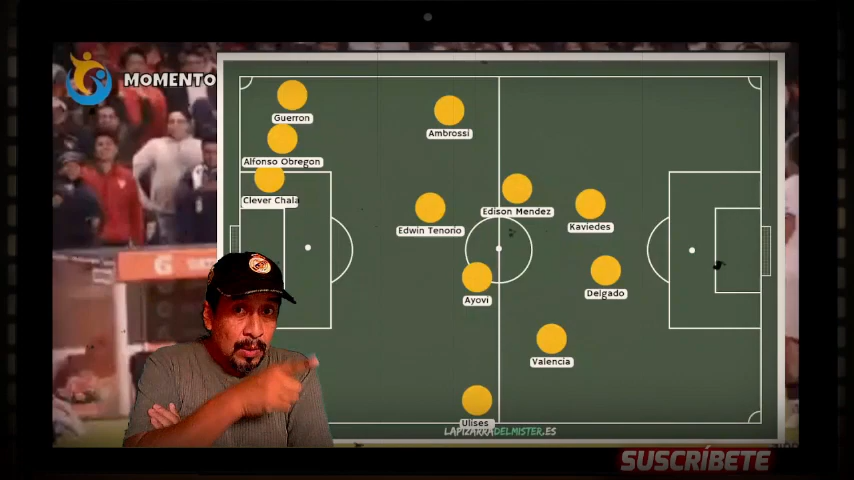 MOMENTO
Guerron
Ambrossi
Alfonso Obregon
Clever Chala
Edison Mendez
Edwin Tenorio
Kaviedes
Ayovi
Delgado
Valencia
Ulises
LAPIZARRADELMISTER.ES
SUSCRÍBETE
G